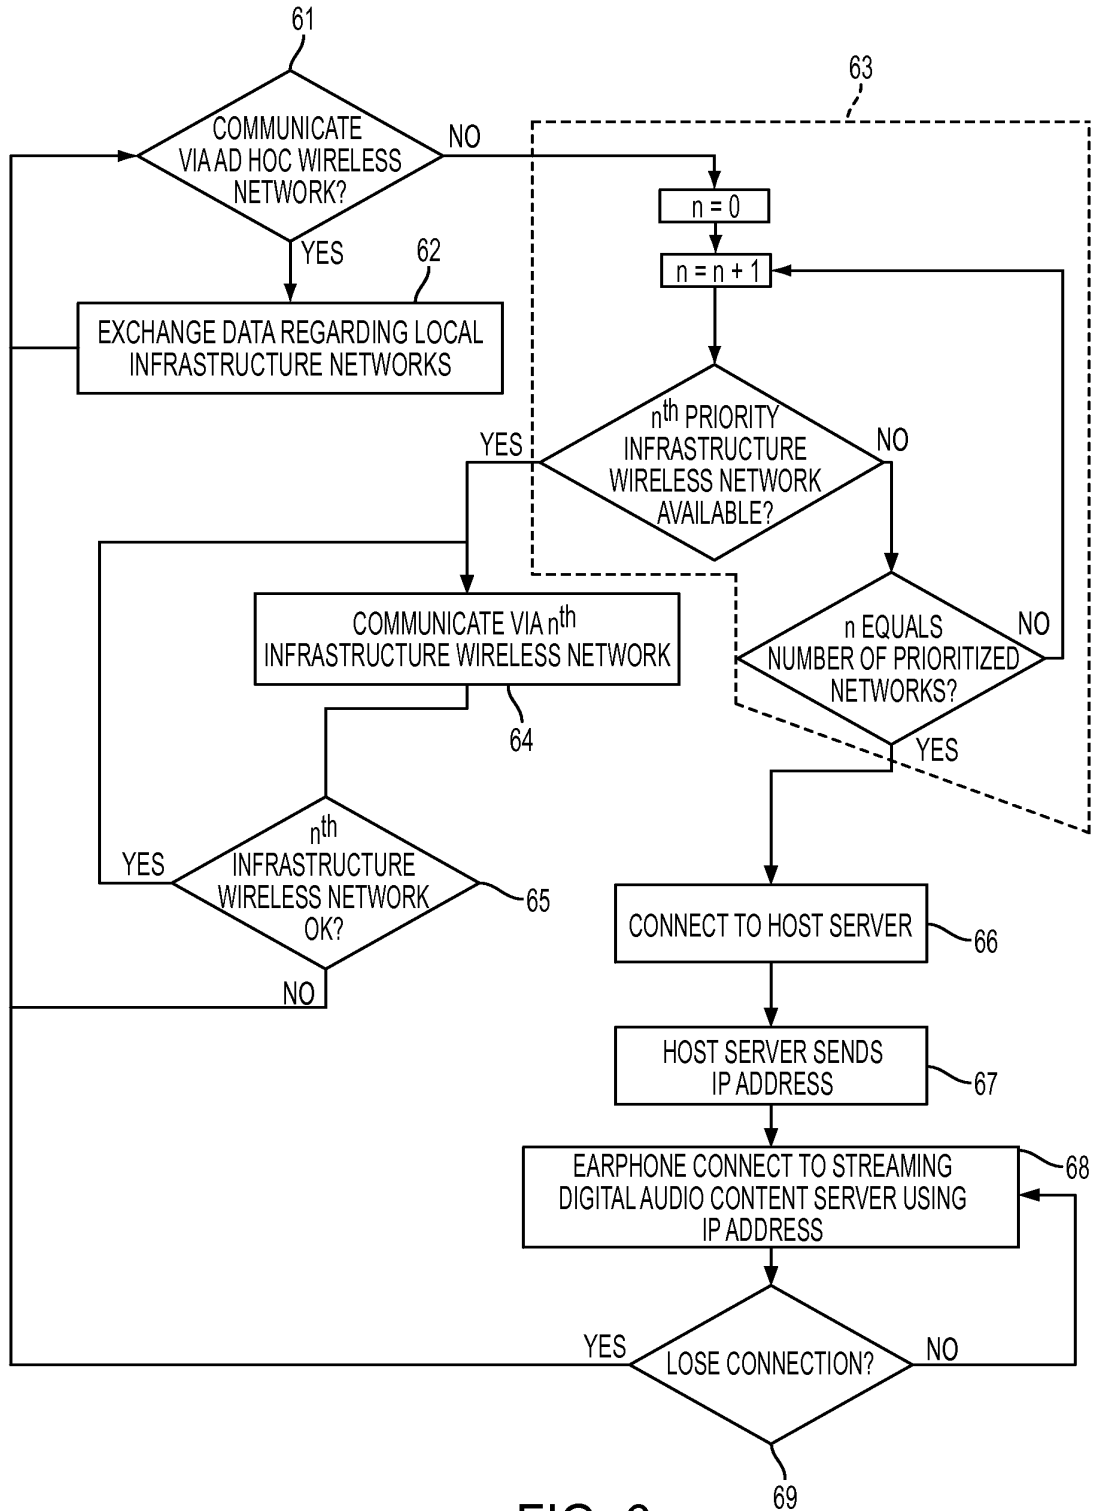 61
COMMUNICATE
VIA AD HOC WIRELESS
NETWORK?
NO
YES
62
EXCHANGE DATA REGARDING LOCAL
INFRASTRUCTURE NETWORKS
63
n = 0
n = n + 1
nth PRIORITY
INFRASTRUCTURE
WIRELESS NETWORK
AVAILABLE?
YES
NO
n EQUALS
NUMBER OF PRIORITIZED
NETWORKS?
NO
YES
COMMUNICATE VIA nth
INFRASTRUCTURE WIRELESS NETWORK
64
nth
INFRASTRUCTURE
WIRELESS NETWORK
OK?
YES
65
NO
CONNECT TO HOST SERVER
66
HOST SERVER SENDS
IP ADDRESS
67
EARPHONE CONNECT TO STREAMING
DIGITAL AUDIO CONTENT SERVER USING
IP ADDRESS
68
LOSE CONNECTION?
YES
NO
69
FIG.